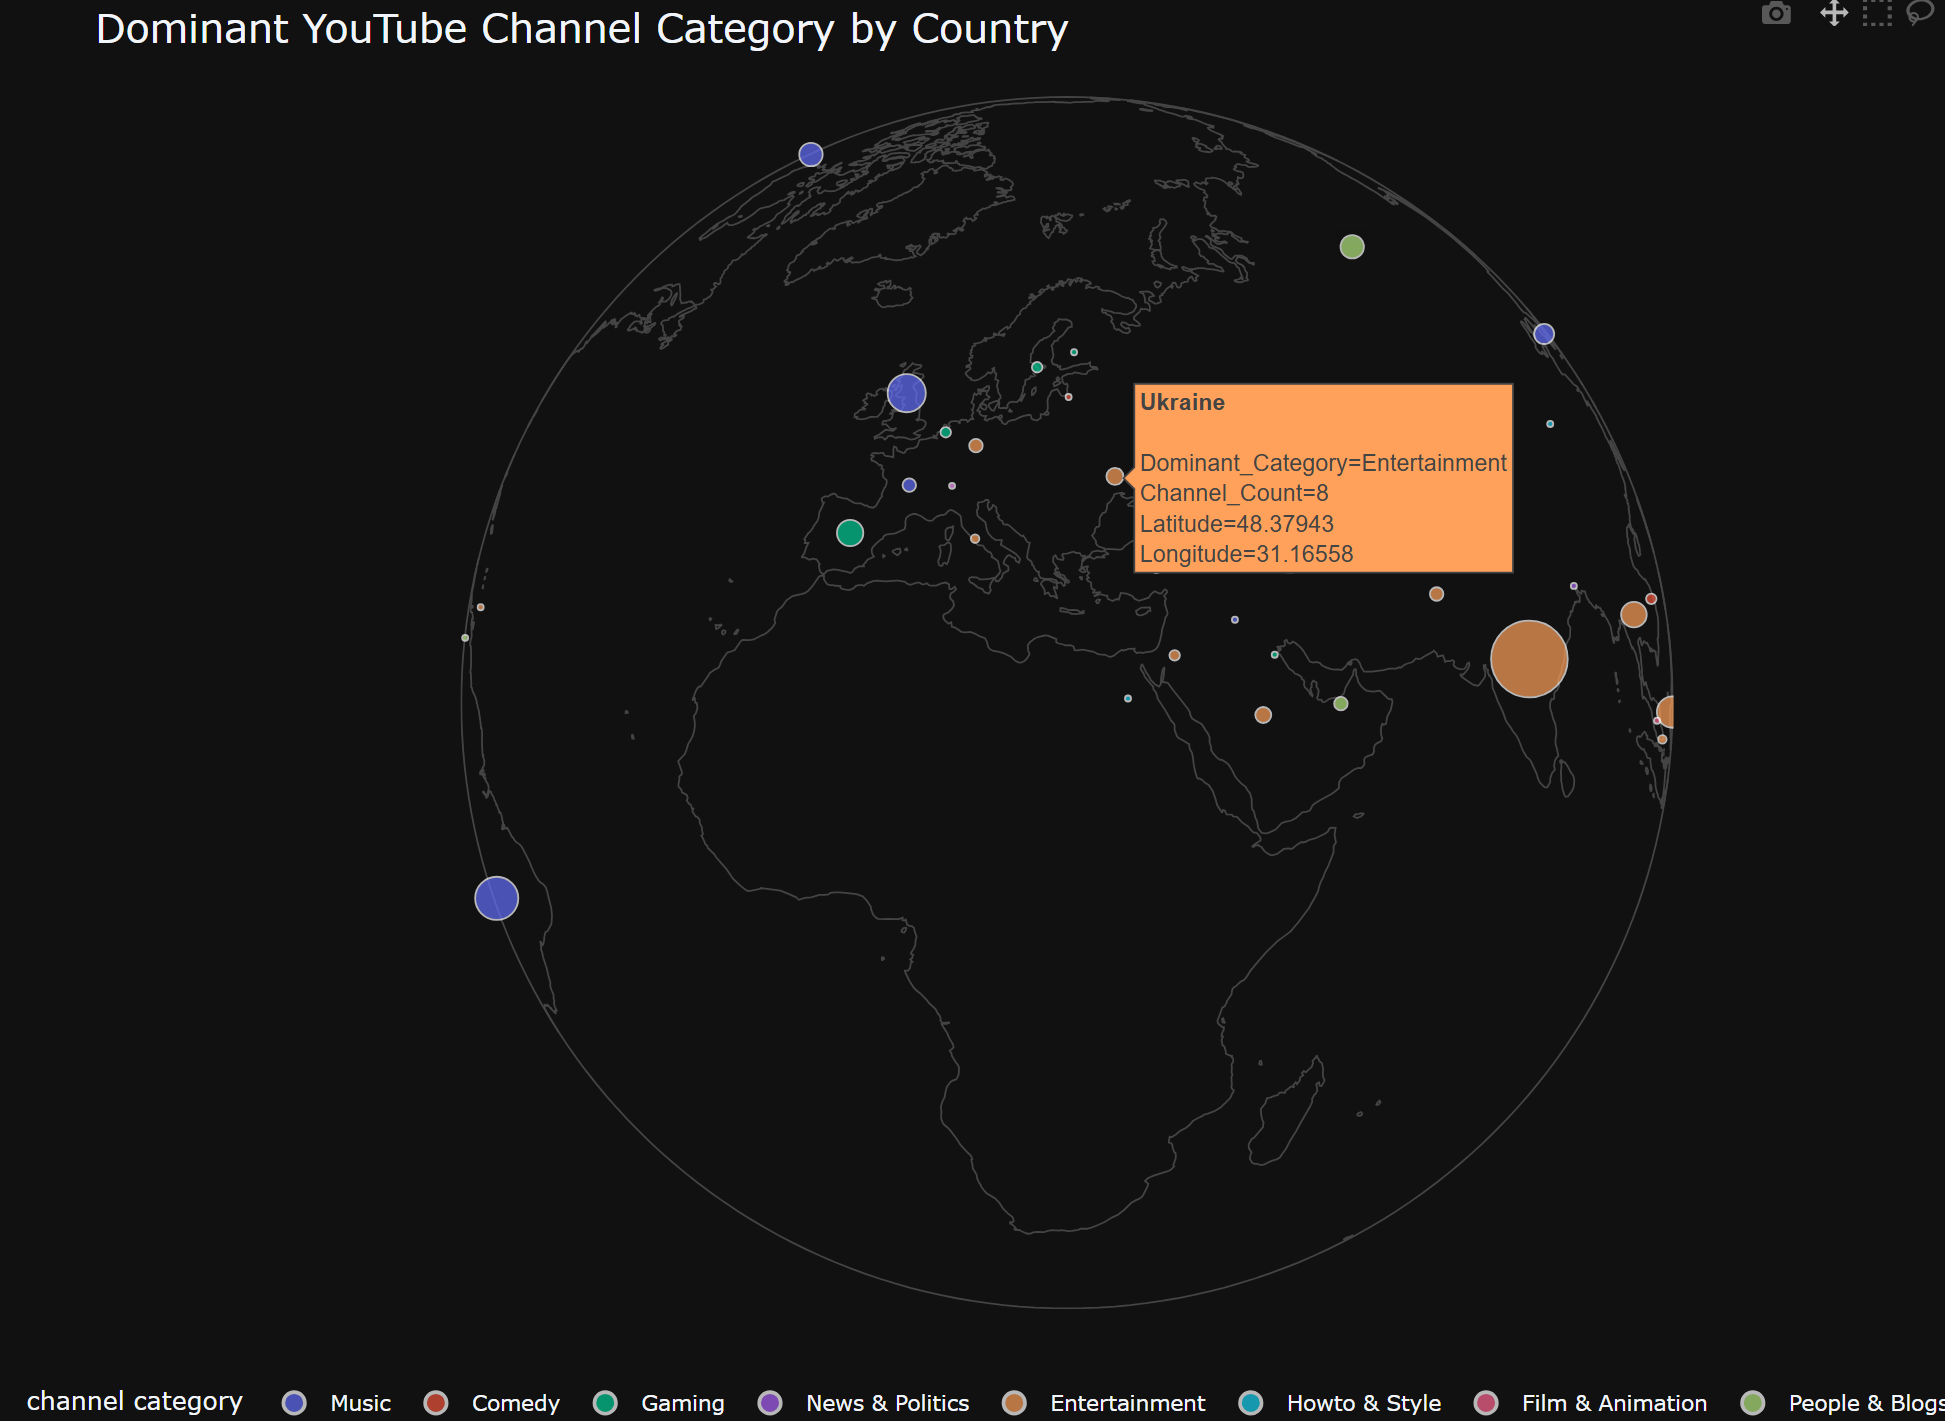 Dominant YouTube Channel Category by Country
Ukraine
Dominant_Category=Entertainment
Channel_Count=8
Latitude=48.37943
Longitude=31.16558
channel category Music Comedy Gaming News & Politics Entertainment Howto & Style Film & Animation People & Blogs